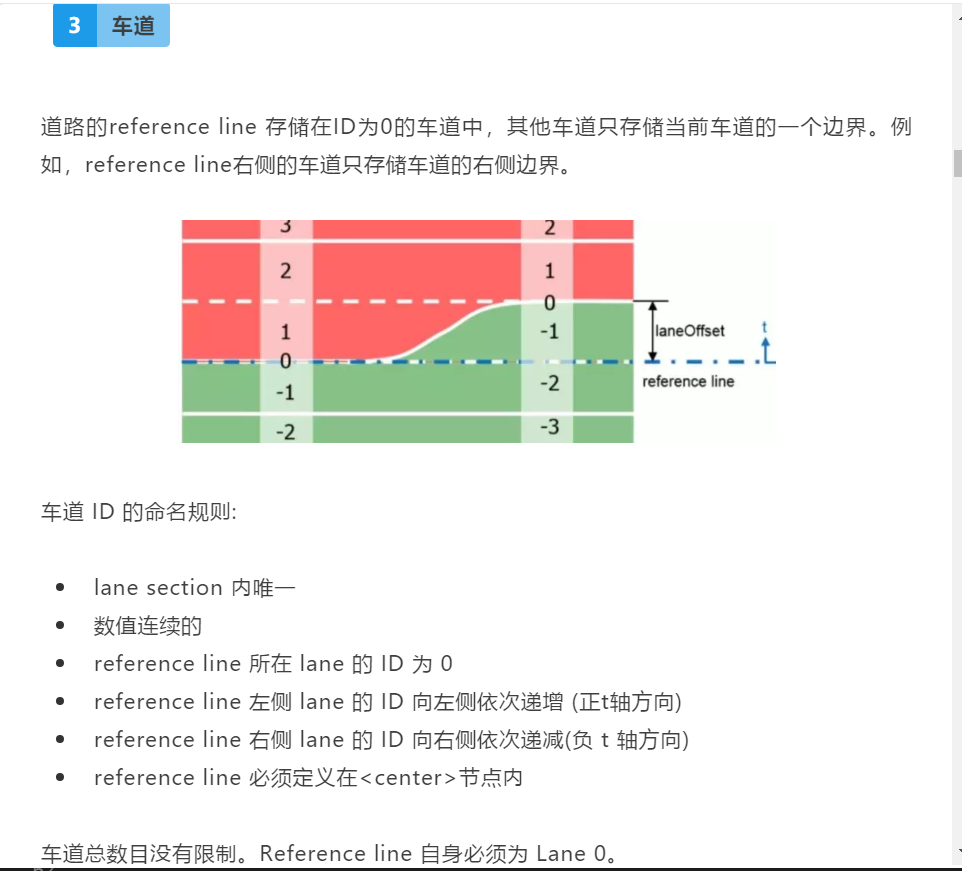 3 车道
道路的reference line 存储在ID为0的车道中，其他车道只存储当前车道的一个边界。例
如，reference line右侧的车道只存储车道的右侧边界。
3 2
2 1
0
1 -1 laneOffset t
0
-1 -2 reference line
-2 -3
车道 ID 的命名规则:
lane section 内唯一
数值连续的
reference line 所在 lane 的 ID 为 0
reference line 左侧 lane 的 ID 向左侧依次递增 (正t轴方向)
reference line 右侧 lane 的 ID 向右侧依次递减(负 t 轴方向)
reference line 必须定义在<center>节点内
车道总数目没有限制。Reference line 自身必须为 Lane 0。